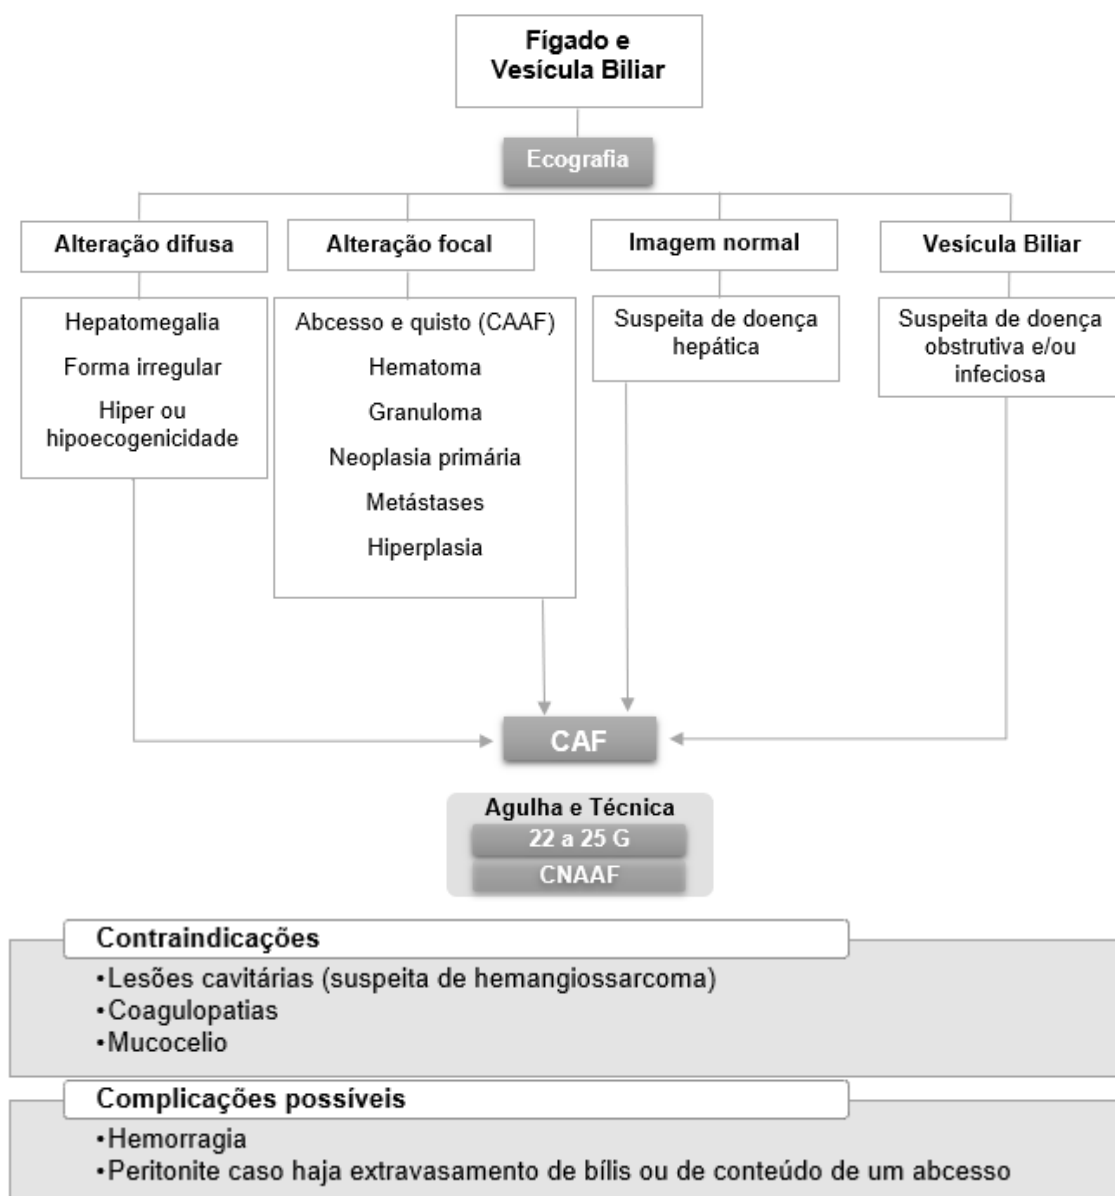 Fígado e
Vesícula Biliar
Ecografia
Alteração difusa
Alteração focal
Imagem normal
Vesícula Biliar
Hepatomegalia
Forma irregular
Hiper ou
hipoecogenicidade
Abcesso e quisto (CAAF)
Hematoma
Granuloma
Neoplasia primária
Metástases
Hiperplasia
Suspeita de doença
hepática
Suspeita de doença
obstrutiva e/ou
infeciosa
CAF
Agulha e Técnica
22 a 25 G
CNAAF
Contraindicações
•Lesões cavitárias (suspeita de hemangiossarcoma)
•Coagulopatias
•Mucocelio
Complicações possíveis
•Hemorragia
•Peritonite caso haja extravasamento de bílis ou de conteúdo de um abcesso